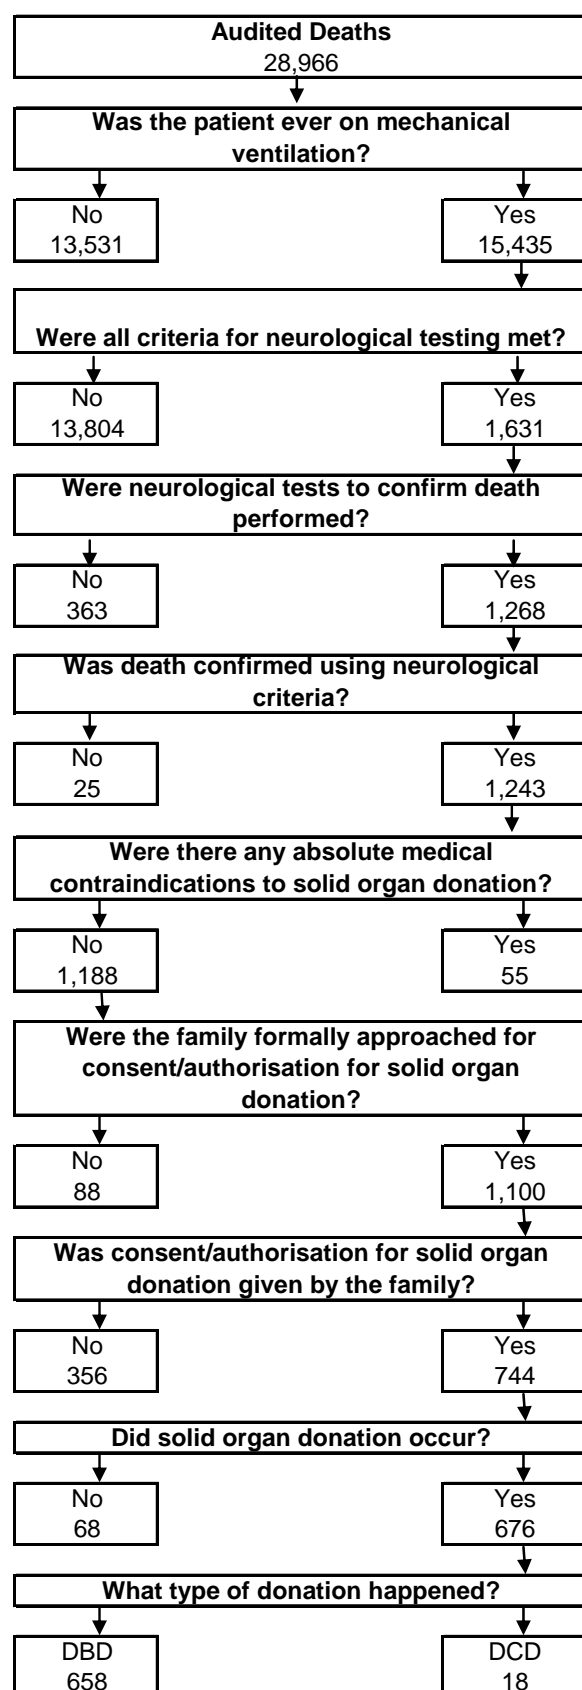 Audited Deaths
28,966
Was the patient ever on mechanical
ventilation?
No
13,531
Yes
15,435
Were all criteria for neurological testing met?
No
13,804
Yes
1,631
Were neurological tests to confirm death
performed?
No
363
Yes
1,268
Was death confirmed using neurological
criteria?
No
25
Yes
1,243
Were there any absolute medical
contraindications to solid organ donation?
No
1,188
Yes
55
Were the family formally approached for
consent/authorisation for solid organ
donation?
No
88
Yes
1,100
Was consent/authorisation for solid organ
donation given by the family?
No
356
Yes
744
Did solid organ donation occur?
No
68
Yes
676
What type of donation happened?
DBD
658
DCD
18